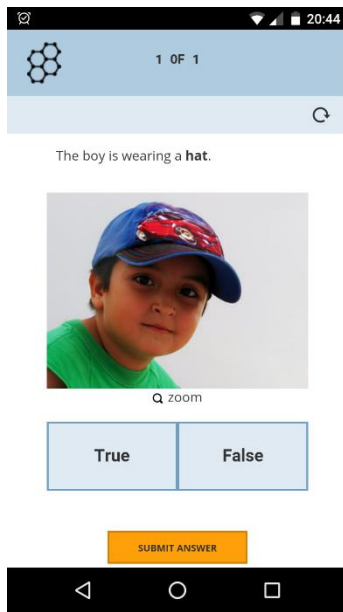 20:44
1 OF 1
The boy is wearing a hat.
zoom
True False
SUBMIT ANSWER